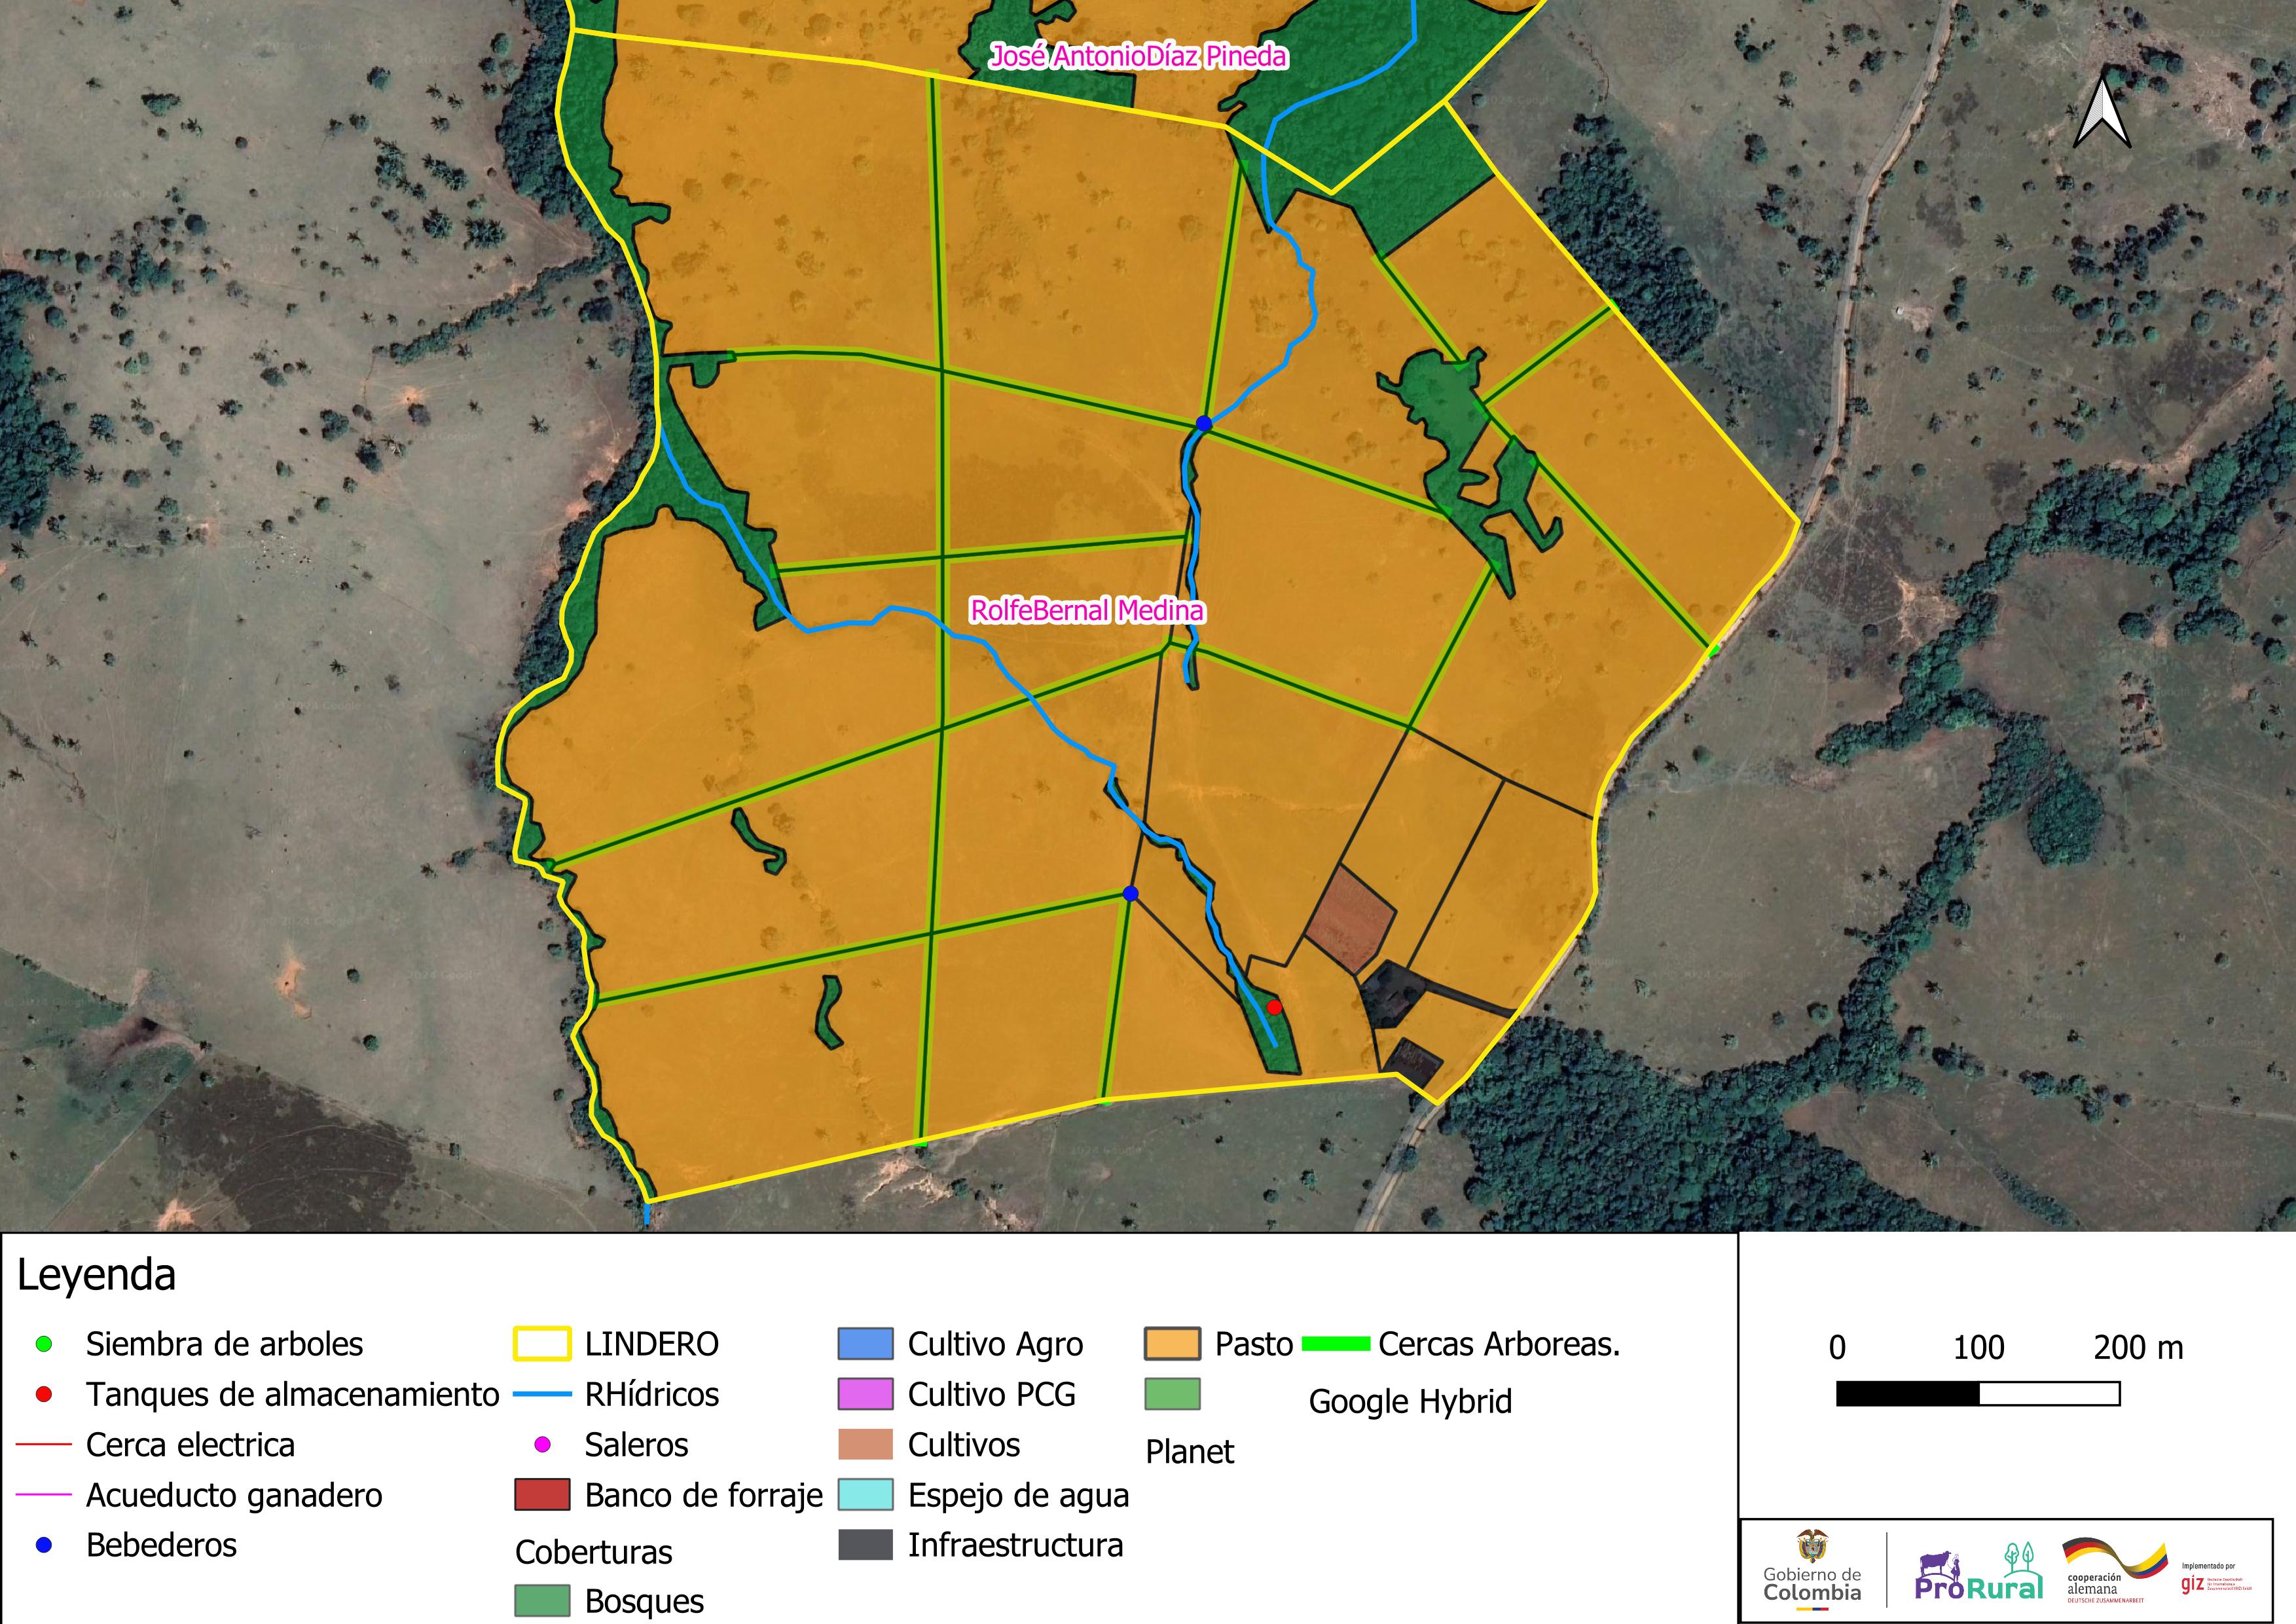 José AntonioDíaz Pineda
RolfeBernal Medina
Leyenda
Siembra de arboles
Tanques de almacenamiento
Cerca electrica
Acueducto ganadero
Bebederos
LINDERO
RHídricos
Saleros
Banco de forraje
Coberturas
Bosques
Cultivo Agro
Cultivo PCG
Cultivos
Espejo de agua
Infraestructura
Pasto
Planet
Cercas Arboreas.
Google Hybrid
0 100 200 m
Gobierno de
Colombia
ProRural
cooperación
alemana
DEUTSCHE ZUSAMMENARBEIT
Implementado por
giz